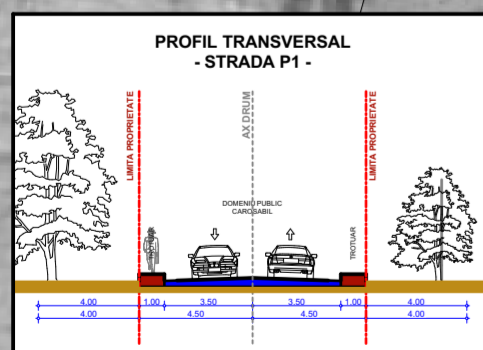 PROFIL TRANSVERSAL
- STRADA P1 -
LIMITA PROPRIETATE
AX DRUM
LIMITA PROPRIETATE
DOMENIU PUBLIC
CAROSABIL
TROTUAR
4.00 1.00 3.50 3.50 1.00 4.00
4.00 4.50 4.50 4.00